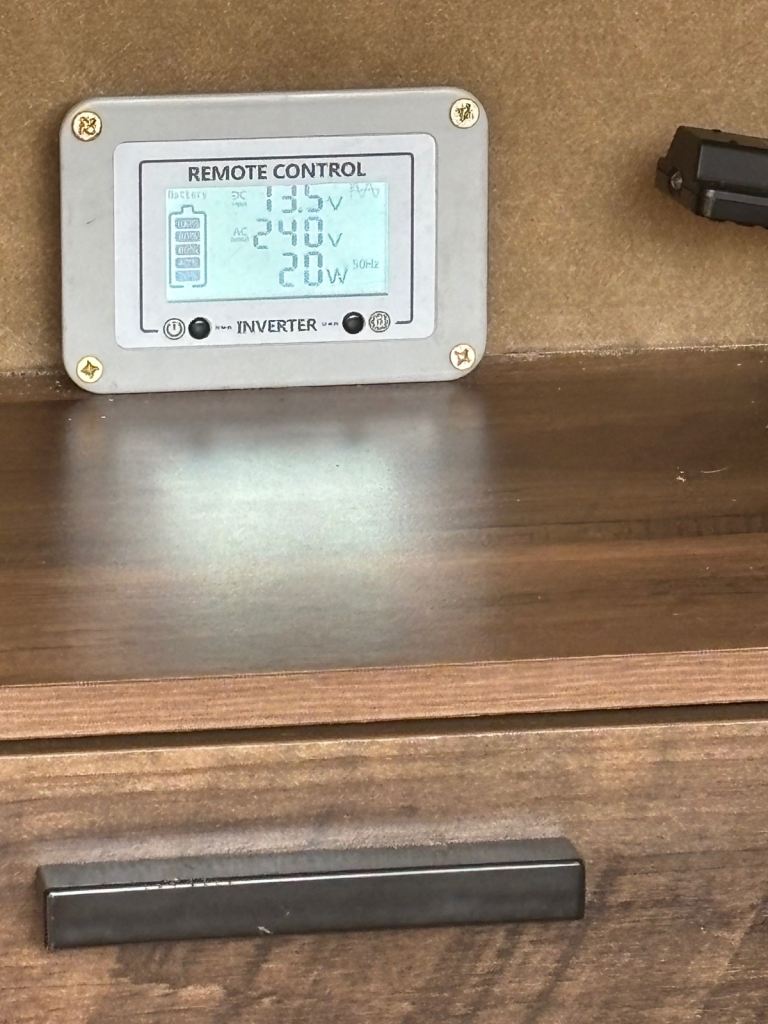 REMOTE CONTROL
Battery DC 13.5V
AC 240V
20W 50Hz
INVERTER